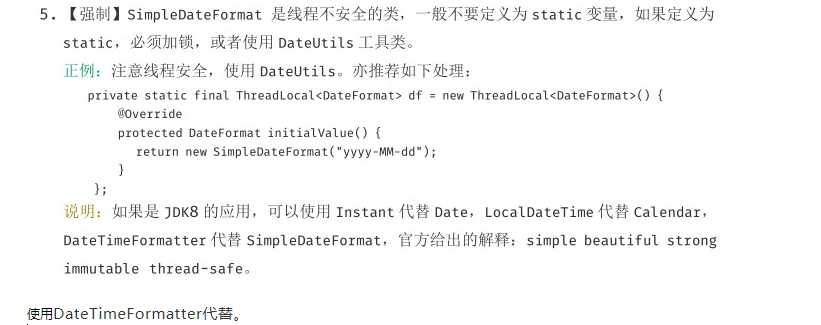 5. 【强制】SimpleDateFormat 是线程不安全的类，一般不要定义为 static 变量，如果定义为
static，必须加锁，或者使用 DateUtils 工具类。
正例：注意线程安全，使用 DateUtils。亦推荐如下处理：
private static final ThreadLocal<DateFormat> df = new ThreadLocal<DateFormat>() {
@Override
protected DateFormat initialValue() {
return new SimpleDateFormat("yyyy-MM-dd");
}
};
说明：如果是 JDK8 的应用，可以使用 Instant 代替 Date，LocalDateTime 代替 Calendar，
DateTimeFormatter 代替 SimpleDateFormat，官方给出的解释：simple beautiful strong
immutable thread-safe。
使用DateTimeFormatter代替。